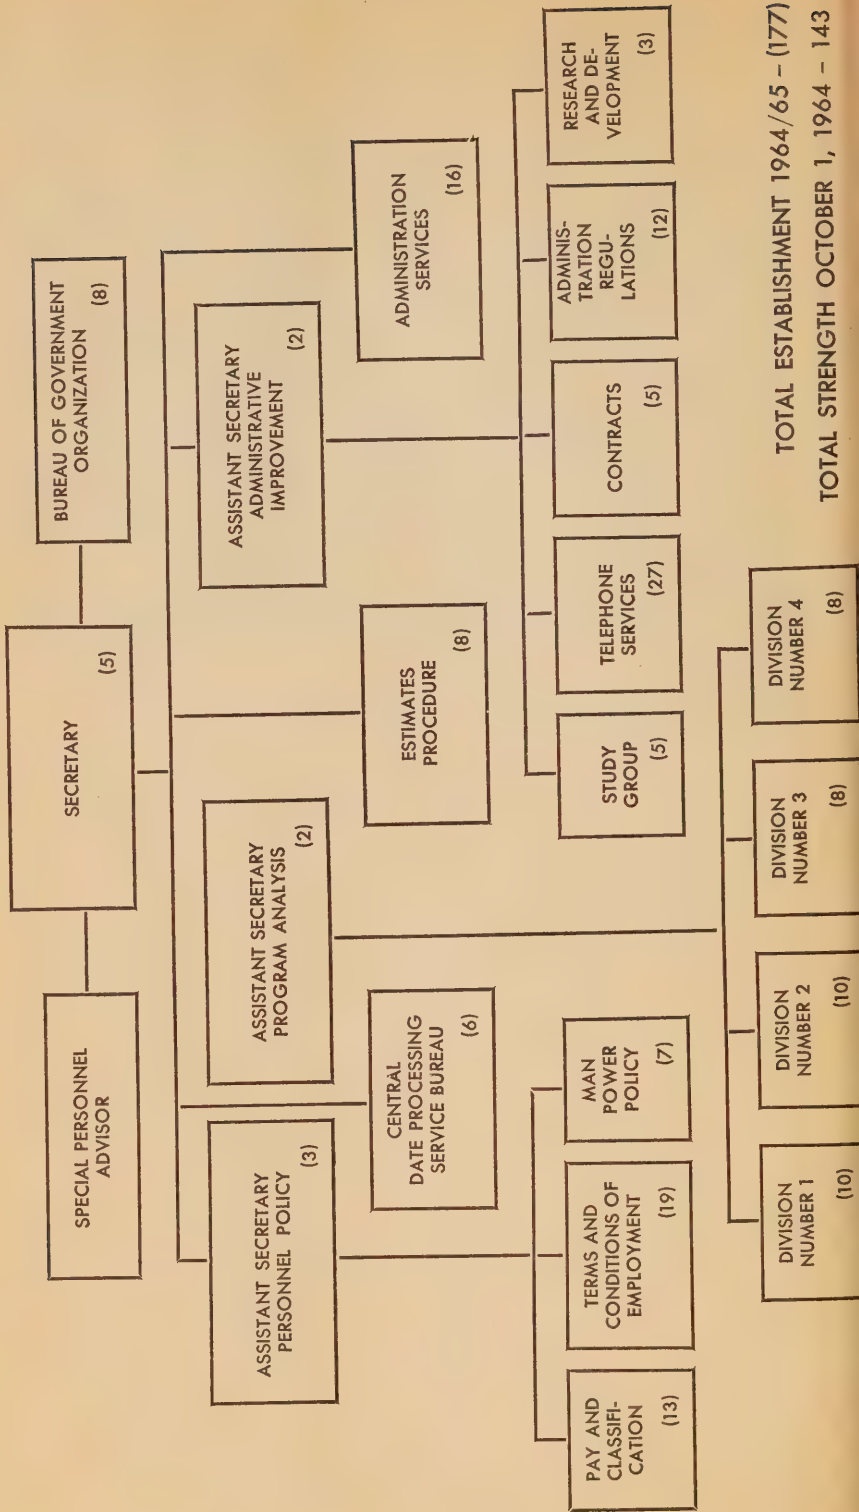 SECRETARY
(5)
SPECIAL PERSONNEL
ADVISOR
BUREAU OF GOVERNMENT
ORGANIZATION
(8)
ASSISTANT SECRETARY
PERSONNEL POLICY
(3)
ASSISTANT SECRETARY
PROGRAM ANALYSIS
(2)
ASSISTANT SECRETARY
ADMINISTRATIVE
IMPROVEMENT
(2)
CENTRAL
DATE PROCESSING
SERVICE BUREAU
(6)
ESTIMATES
PROCEDURE
(8)
ADMINISTRATION
SERVICES
(16)
PAY AND
CLASSIFI-
CATION
(13)
TERMS AND
CONDITIONS OF
EMPLOYMENT
(19)
MAN
POWER
POLICY
(7)
STUDY
GROUP
(5)
TELEPHONE
SERVICES
(27)
CONTRACTS
(5)
ADMINIS-
TRATION
REGU-
LATIONS
(12)
RESEARCH
AND DE-
VELOPMENT
(3)
DIVISION
NUMBER 1
(10)
DIVISION
NUMBER 2
(10)
DIVISION
NUMBER 3
(8)
DIVISION
NUMBER 4
(8)
TOTAL ESTABLISHMENT 1964/65 – (177)
TOTAL STRENGTH OCTOBER 1, 1964 – 143